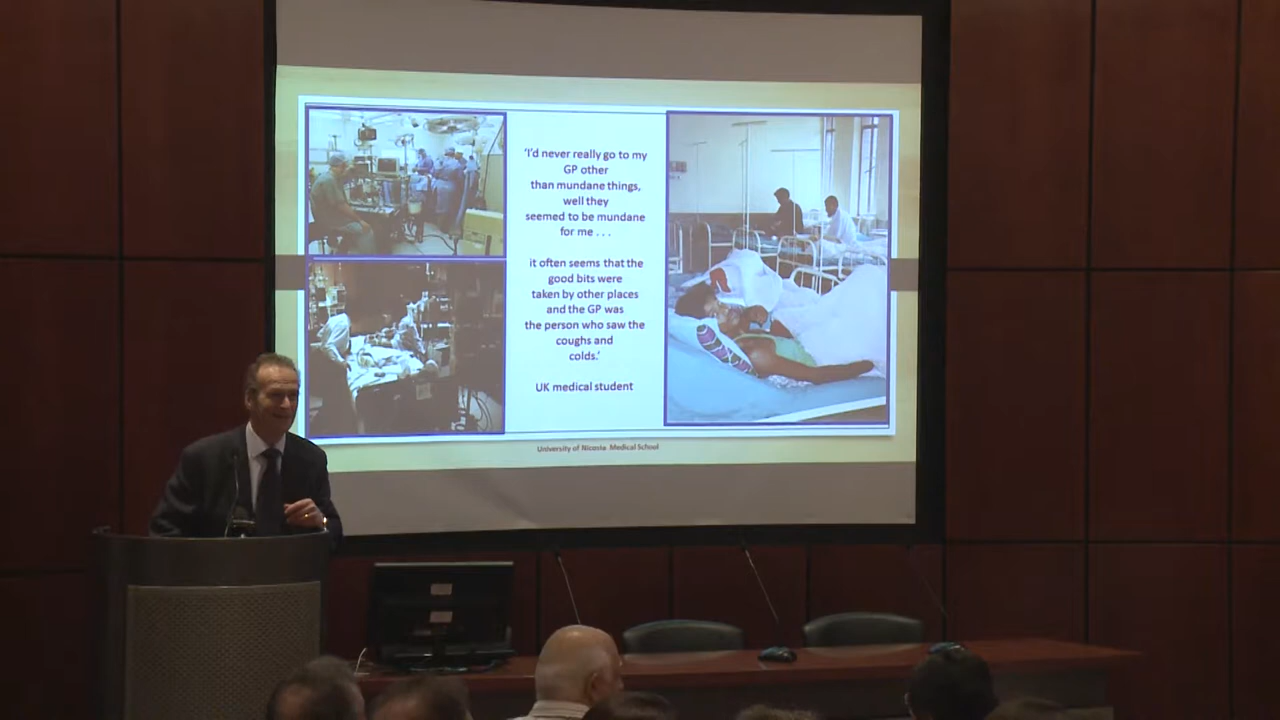 'I'd never really go to my
GP other
than mundane things,
well they
seemed to be mundane
for me . . .
it often seems that the
good bits were
taken by other places
and the GP was
the person who saw the
coughs and
colds.'
UK medical student
University of Nicosia Medical School